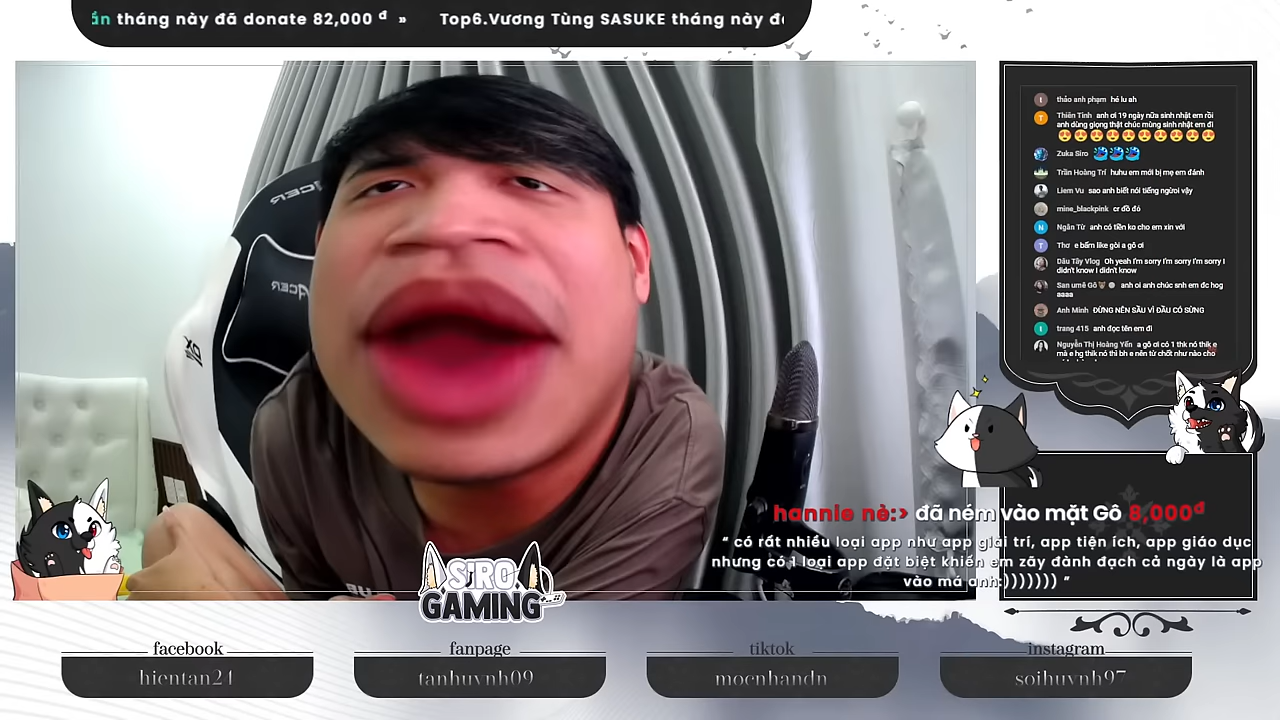 ấn tháng này đã donate 82,000 ₫ » Top6.Vương Tùng SASUKE tháng này đ
thảo anh phạm hé lu ah
Thiên Tinh anh ơi 19 ngày nữa sinh nhật em rồi
anh dùng giọng thật chúc mừng sinh nhật em đi
Zuka Siro
Trần Hoàng Trí huhu em mới bị mẹ em đánh
Liem Vu sao anh biết nói tiếng người vậy
mine_blackpink cr đồ đó
Ngân Từ anh có tiền ko cho em xin với
Thơ e bấm like gòi a gô ơi
Dâu Tây Vlog Oh yeah I'm sorry I'm sorry I'm sorry I
didn't know I didn't know
San umê Gô anh oi anh chúc snh em đc hog
aaaa
Anh Minh ĐỪNG NÊN SẦU VÌ ĐẦU CÓ SỪNG
trang 415 anh đọc tên em đi
Nguyễn Thị Hoàng Yến a gô ơi có 1 thk nó thik e
mà e hg thik nó thì bh e nên từ chốt như nào cho
ACER
ACER
DX
hannie nè:> đã ném vào mặt Gô 8,000₫
“ có rất nhiều loại app như app giải trí, app tiện ích, app giáo dục
nhưng có 1 loại app đặt biệt khiến em zãy đành đạch cả ngày là app
vào má anh:))))))) ”
SIRO
GAMING
facebook fanpage tiktok instagram
hientan24 tanhuynh09 mocnhandn soihuynh97